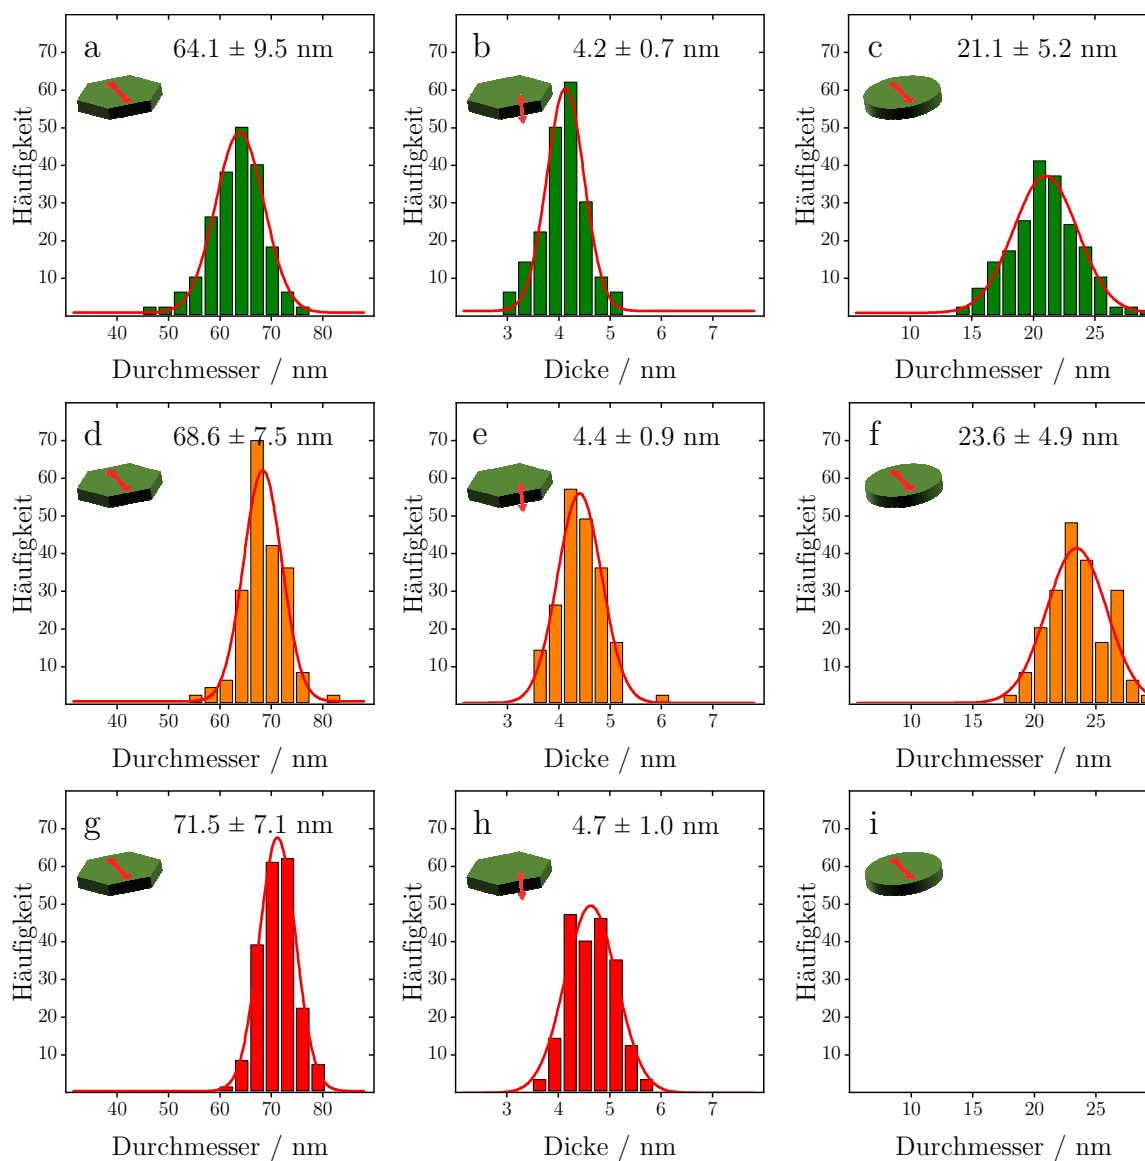 a
64.1 ± 9.5 nm
Häufigkeit
70
60
50
40
30
20
10
40 50 60 70 80
Durchmesser / nm
b
4.2 ± 0.7 nm
Häufigkeit
70
60
50
40
30
20
10
3 4 5 6 7
Dicke / nm
c
21.1 ± 5.2 nm
Häufigkeit
70
60
50
40
30
20
10
10 15 20 25
Durchmesser / nm
d
68.6 ± 7.5 nm
Häufigkeit
70
60
50
40
30
20
10
40 50 60 70 80
Durchmesser / nm
e
4.4 ± 0.9 nm
Häufigkeit
70
60
50
40
30
20
10
3 4 5 6 7
Dicke / nm
f
23.6 ± 4.9 nm
Häufigkeit
70
60
50
40
30
20
10
10 15 20 25
Durchmesser / nm
g
71.5 ± 7.1 nm
Häufigkeit
70
60
50
40
30
20
10
40 50 60 70 80
Durchmesser / nm
h
4.7 ± 1.0 nm
Häufigkeit
70
60
50
40
30
20
10
3 4 5 6 7
Dicke / nm
i
Häufigkeit
70
60
50
40
30
20
10
10 15 20 25
Durchmesser / nm